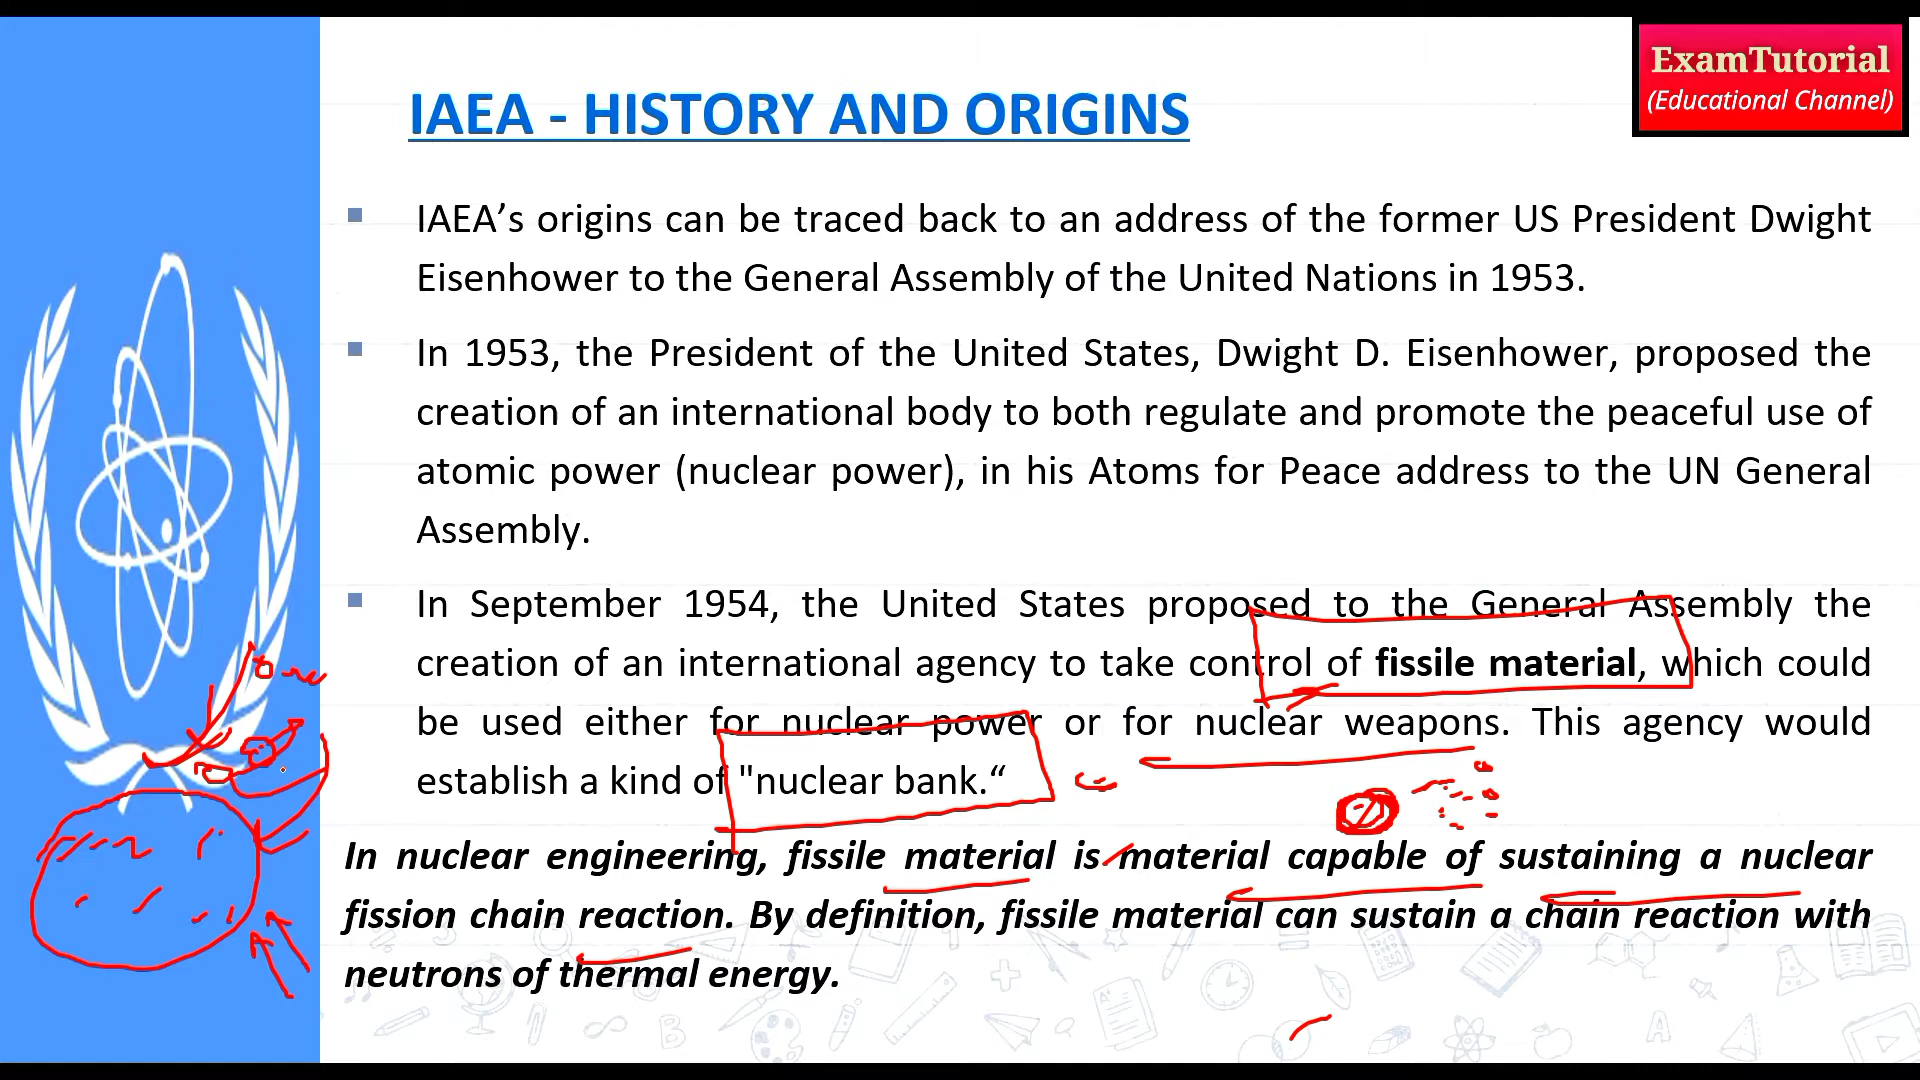 ExamTutorial
(Educational Channel)
IAEA - HISTORY AND ORIGINS
IAEA’s origins can be traced back to an address of the former US President Dwight
Eisenhower to the General Assembly of the United Nations in 1953.
In 1953, the President of the United States, Dwight D. Eisenhower, proposed the
creation of an international body to both regulate and promote the peaceful use of
atomic power (nuclear power), in his Atoms for Peace address to the UN General
Assembly.
In September 1954, the United States proposed to the General Assembly the
creation of an international agency to take control of fissile material, which could
be used either for nuclear power or for nuclear weapons. This agency would
establish a kind of "nuclear bank.“
In nuclear engineering, fissile material is material capable of sustaining a nuclear
fission chain reaction. By definition, fissile material can sustain a chain reaction with
neutrons of thermal energy.